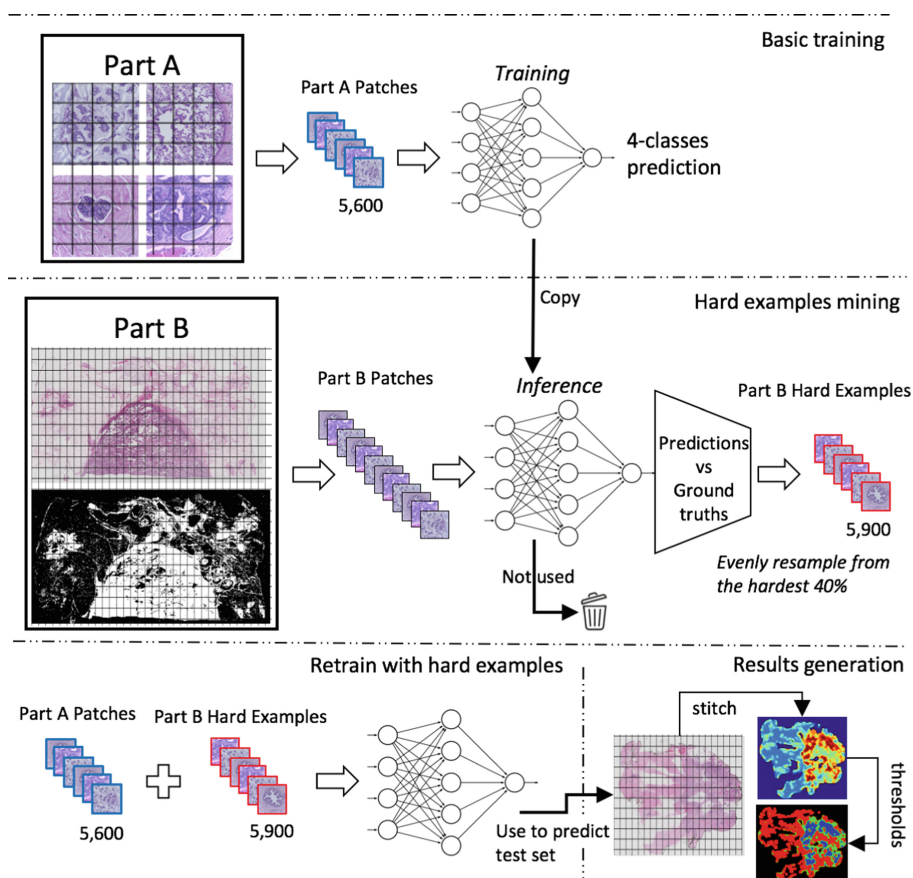 Basic training
Part A
Part A Patches
5,600
Training
4-classes
prediction
Copy
Hard examples mining
Part B
Part B Patches
Inference
Predictions
vs
Ground
truths
Part B Hard Examples
5,900
Evenly resample from
the hardest 40%
Not used
Retrain with hard examples
Part A Patches
5,600
Part B Hard Examples
5,900
Use to predict
test set
Results generation
stitch
thresholds